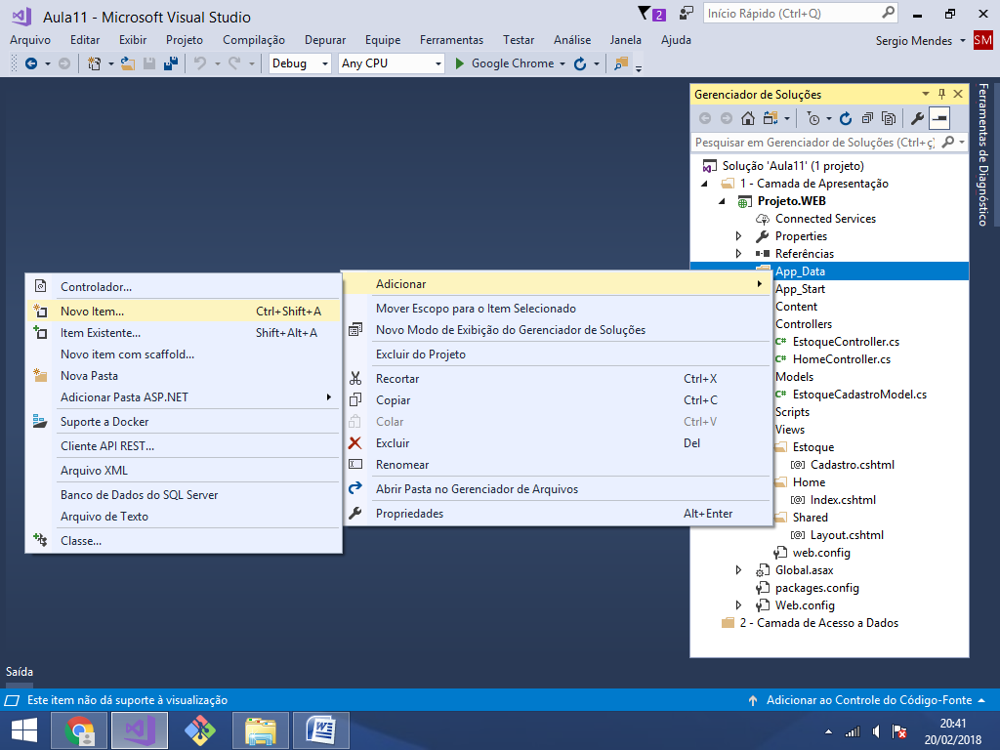 Aula11 - Microsoft Visual Studio
2
Início Rápido (Ctrl+Q)
Arquivo Editar Exibir Projeto Compilação Depurar Equipe Ferramentas Testar Análise Janela Ajuda
Sergio Mendes
SM
Debug
Any CPU
Google Chrome
Gerenciador de Soluções
Pesquisar em Gerenciador de Soluções (Ctrl+ç)
Solução 'Aula11' (1 projeto)
1 - Camada de Apresentação
Projeto.WEB
Connected Services
Properties
Referências
App_Data
App_Start
Content
Controllers
C# EstoqueController.cs
C# HomeController.cs
Models
C# EstoqueCadastroModel.cs
Scripts
Views
Estoque
[@] Cadastro.cshtml
Home
[@] Index.cshtml
Shared
[@] Layout.cshtml
web.config
Global.asax
packages.config
Web.config
2 - Camada de Acesso a Dados
Ferramentas de Diagnóstico
Adicionar
Mover Escopo para o Item Selecionado
Novo Modo de Exibição do Gerenciador de Soluções
Excluir do Projeto
Recortar Ctrl+X
Copiar Ctrl+C
Colar Ctrl+V
Excluir Del
Renomear
Abrir Pasta no Gerenciador de Arquivos
Propriedades Alt+Enter
Controlador...
Novo Item... Ctrl+Shift+A
Item Existente... Shift+Alt+A
Novo item com scaffold...
Nova Pasta
Adicionar Pasta ASP.NET
Suporte a Docker
Cliente API REST...
Arquivo XML
Banco de Dados do SQL Server
Arquivo de Texto
Classe...
Saída
Este item não dá suporte à visualização
Adicionar ao Controle do Código-Fonte
20:41
20/02/2018